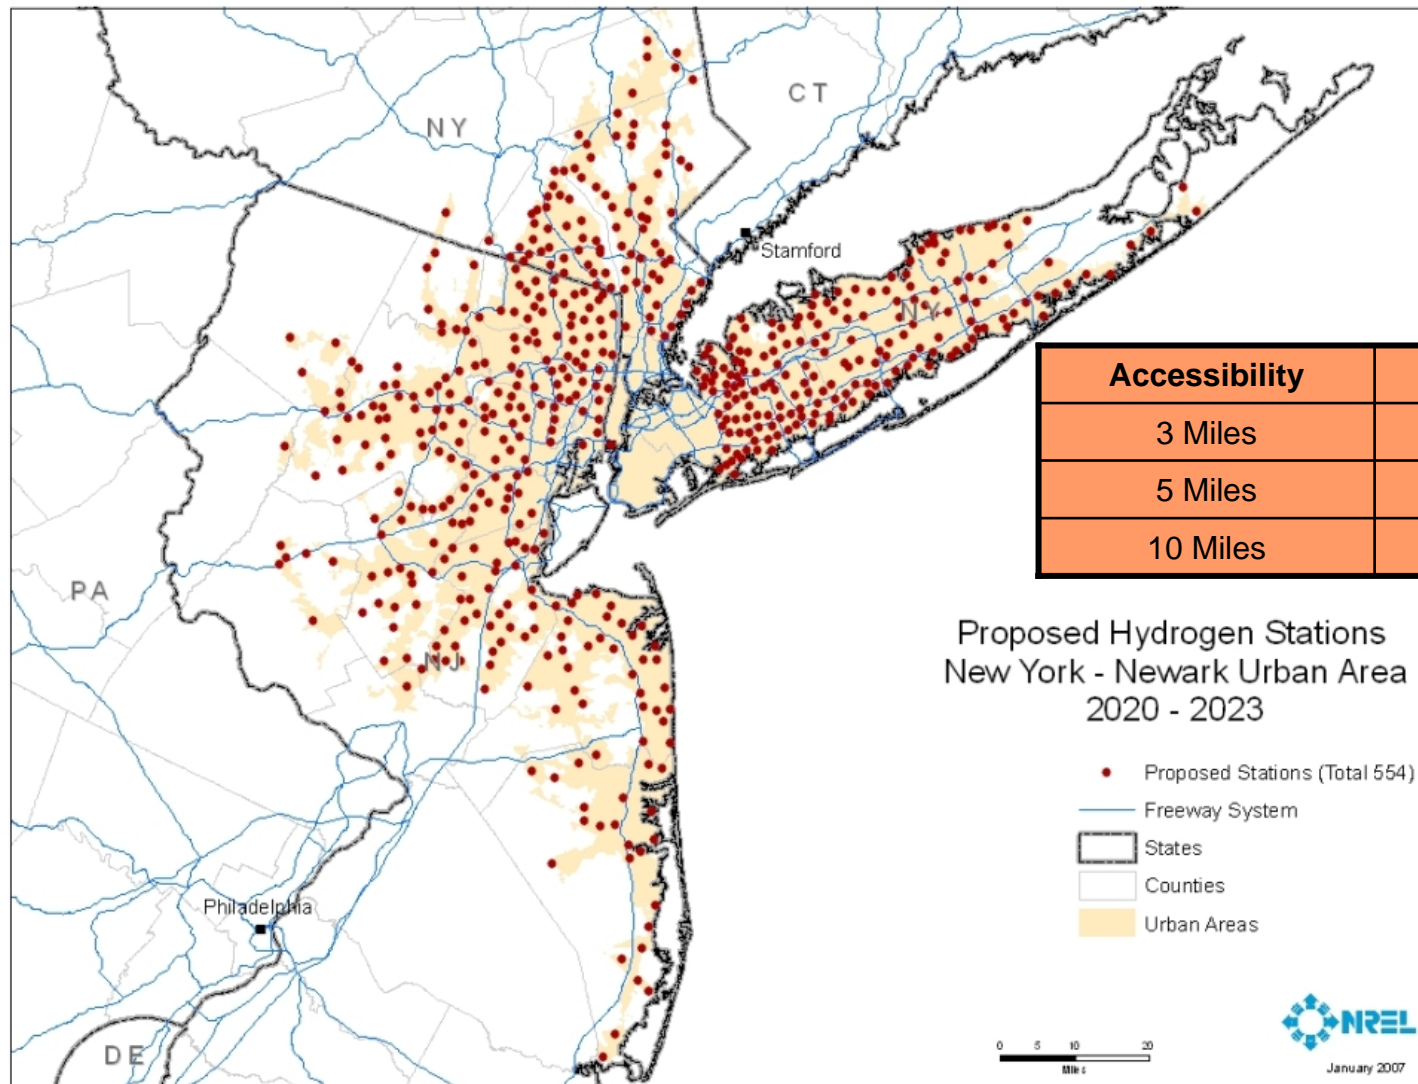 CT
NY
Stamford
NY
Accessibility
3 Miles
5 Miles
10 Miles
PA
Proposed Hydrogen Stations
New York - Newark Urban Area
2020 - 2023
NJ
Proposed Stations (Total 554)
Freeway System
States
Counties
Urban Areas
Philadelphia
DE
0 5 10 20
Miles
NREL
January 2007